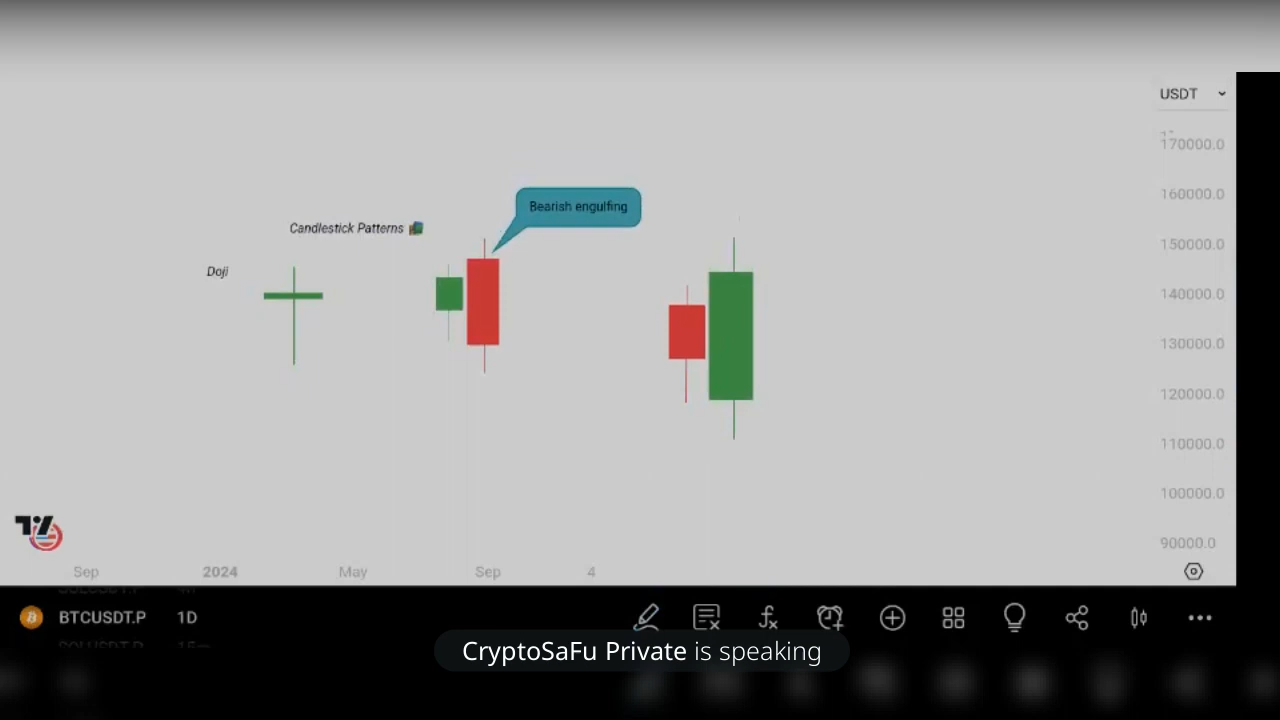 USDT
170000.0
160000.0
Bearish engulfing
Candlestick Patterns
150000.0
Doji
140000.0
130000.0
120000.0
110000.0
100000.0
90000.0
Sep 2024 May Sep 4
BTCUSDT.P 1D
CryptoSaFu Private is speaking